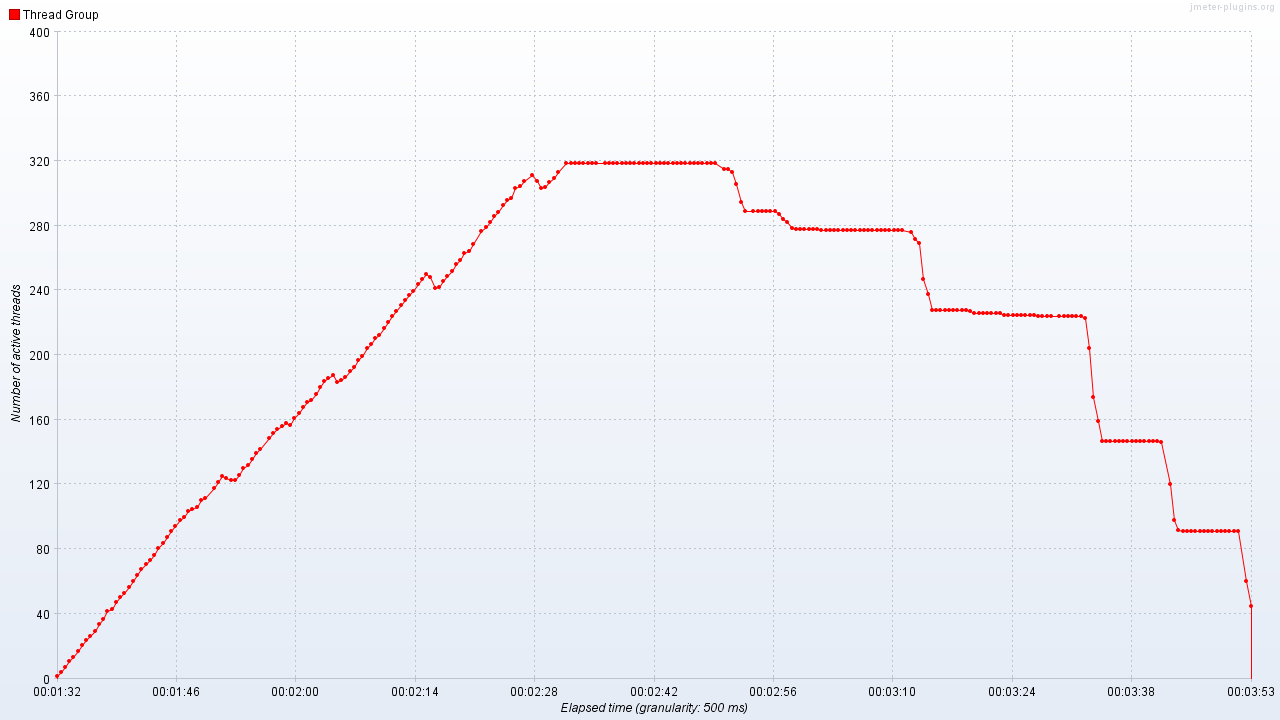 jmeter-plugins.org
Thread Group
400
360
320
280
240
200
160
120
80
40
0
Number of active threads
00:01:32 00:01:46 00:02:00 00:02:14 00:02:28 00:02:42 00:02:56 00:03:10 00:03:24 00:03:38 00:03:53
Elapsed time (granularity: 500 ms)